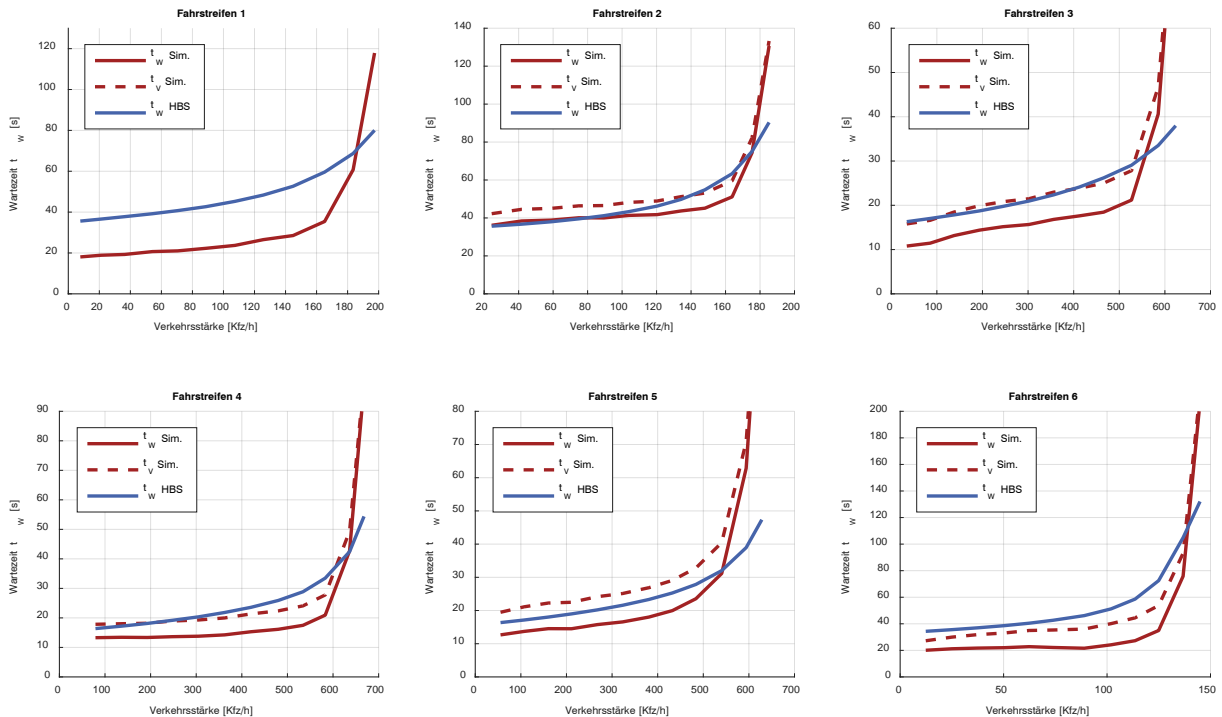 Fahrstreifen 1
120
100
80
60
40
20
0
0 20 40 60 80 100 120 140 160 180 200
Wartezeit t w [s]
Verkehrsstärke [Kfz/h]
t w Sim.
t v Sim.
t w HBS
Fahrstreifen 2
140
120
100
80
60
40
20
0
20 40 60 80 100 120 140 160 180 200
Wartezeit t w [s]
Verkehrsstärke [Kfz/h]
t w Sim.
t v Sim.
t w HBS
Fahrstreifen 3
60
50
40
30
20
10
0
0 100 200 300 400 500 600 700
Wartezeit t w [s]
Verkehrsstärke [Kfz/h]
t w Sim.
t v Sim.
t w HBS
Fahrstreifen 4
90
80
70
60
50
40
30
20
10
0
0 100 200 300 400 500 600 700
Wartezeit t w [s]
Verkehrsstärke [Kfz/h]
t w Sim.
t v Sim.
t w HBS
Fahrstreifen 5
80
70
60
50
40
30
20
10
0
0 100 200 300 400 500 600 700
Wartezeit t w [s]
Verkehrsstärke [Kfz/h]
t w Sim.
t v Sim.
t w HBS
Fahrstreifen 6
200
180
160
140
120
100
80
60
40
20
0
0 50 100 150
Wartezeit t w [s]
Verkehrsstärke [Kfz/h]
t w Sim.
t v Sim.
t w HBS